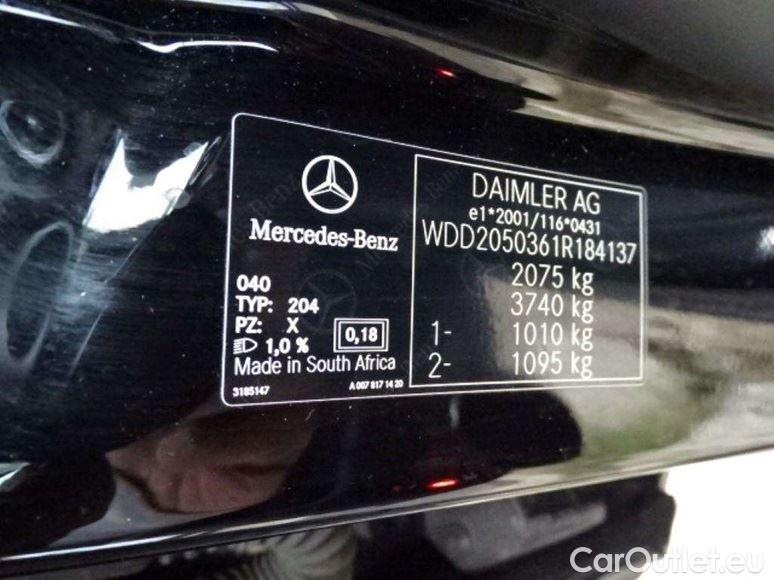 Mercedes-Benz
040
TYP: 204
PZ: X
1,0 %
0,18
Made in South Africa
3185147
A 007 817 14 20
DAIMLER AG
e1*2001/116*0431
WDD2050361R184137
2075 kg
3740 kg
1- 1010 kg
2- 1095 kg
CarOutlet.eu